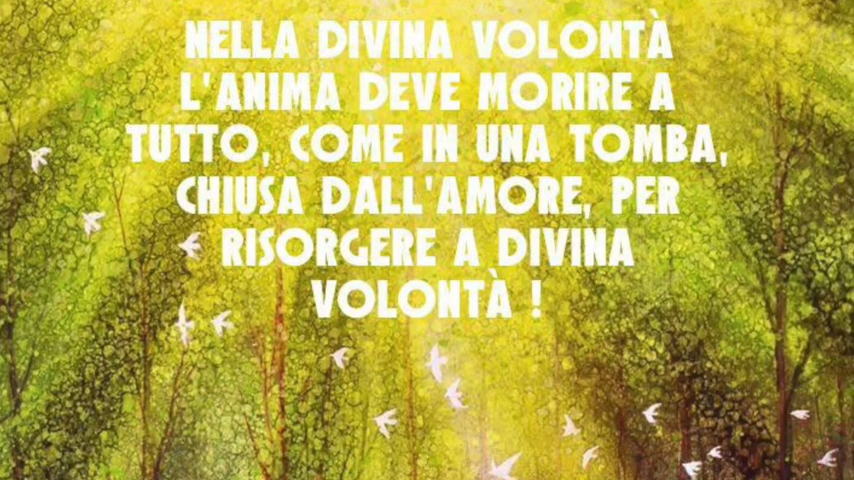 NELLA DIVINA VOLONTÀ
L'ANIMA DEVE MORIRE A
TUTTO, COME IN UNA TOMBA,
CHIUSA DALL'AMORE, PER
RISORGERE A DIVINA
VOLONTÀ !